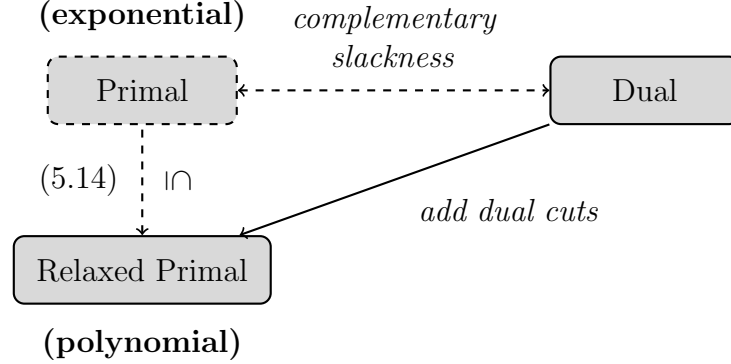 (exponential)
complementary
slackness
Primal
Dual
(5.14)
⊆
add dual cuts
Relaxed Primal
(polynomial)